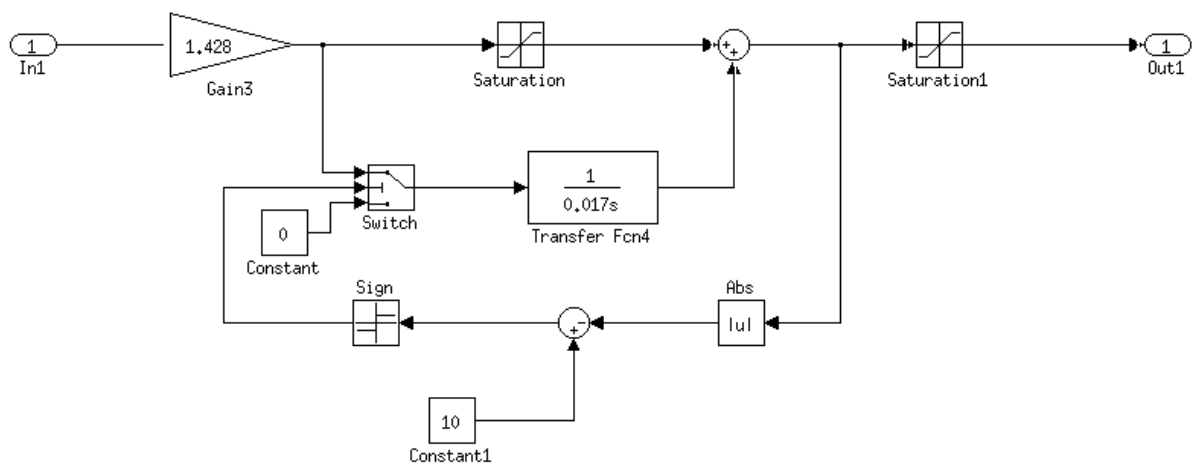 1
In1
1.428
Gain3
Saturation
Saturation1
1
Out1
Switch
0
Constant
1
0.017s
Transfer Fcn4
Sign
Abs
|u|
10
Constant1